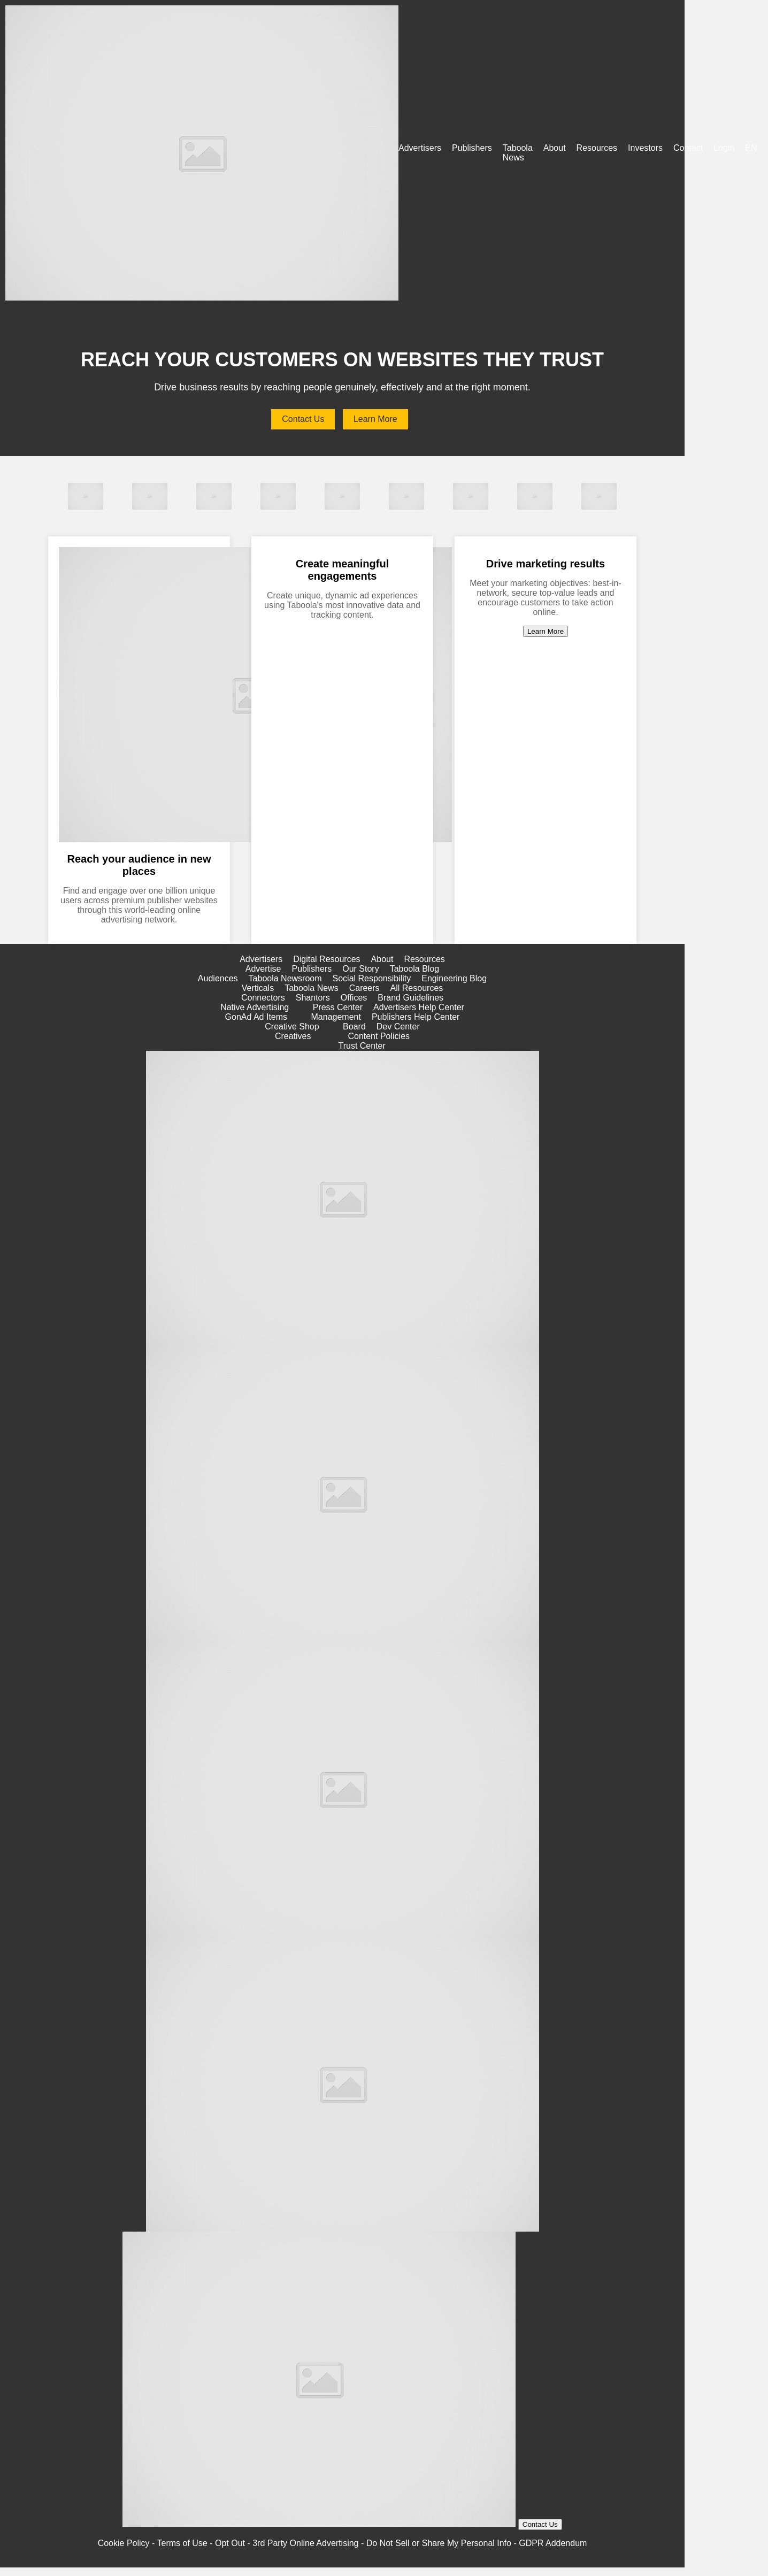 Advertisers Publishers Taboola About Resources Investors Contact Login EN
News
REACH YOUR CUSTOMERS ON WEBSITES THEY TRUST
Drive business results by reaching people genuinely, effectively and at the right moment.
Contact Us Learn More
Reach your audience in new
places
Find and engage over one billion unique
users across premium publisher websites
through this world-leading online
advertising network.
Create meaningful
engagements
Create unique, dynamic ad experiences
using Taboola's most innovative data and
tracking content.
Drive marketing results
Meet your marketing objectives: best-in-
network, secure top-value leads and
encourage customers to take action
online.
Learn More
Advertisers Digital Resources About Resources
Advertise Publishers Our Story Taboola Blog
Audiences Taboola Newsroom Social Responsibility Engineering Blog
Verticals Taboola News Careers All Resources
Connectors Shantors Offices Brand Guidelines
Native Advertising Press Center Advertisers Help Center
GonAd Ad Items Management Publishers Help Center
Creative Shop Board Dev Center
Creatives Content Policies
Trust Center
Contact Us
Cookie Policy - Terms of Use - Opt Out - 3rd Party Online Advertising - Do Not Sell or Share My Personal Info - GDPR Addendum